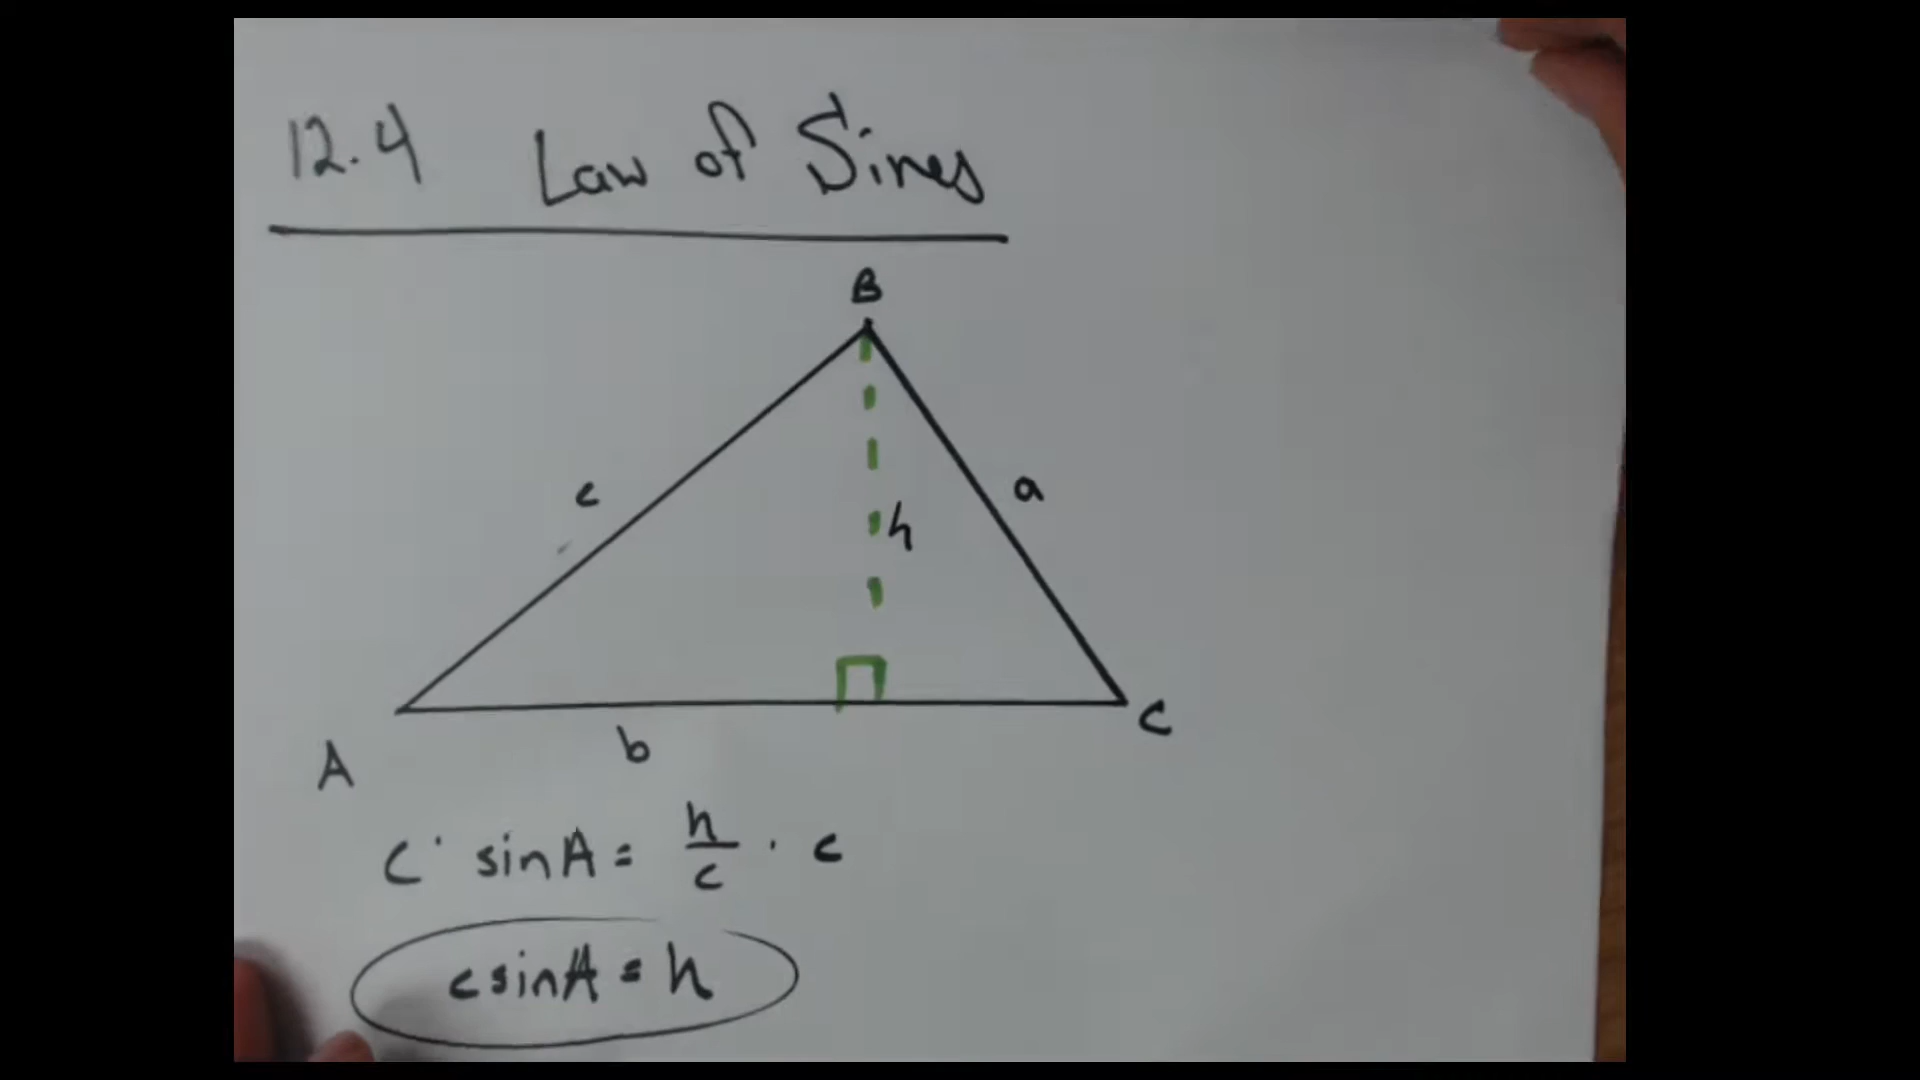 12.4 Law of Sines
B
c
a
h
b
C
A
C · sinA = h/c · c
c sinA = h